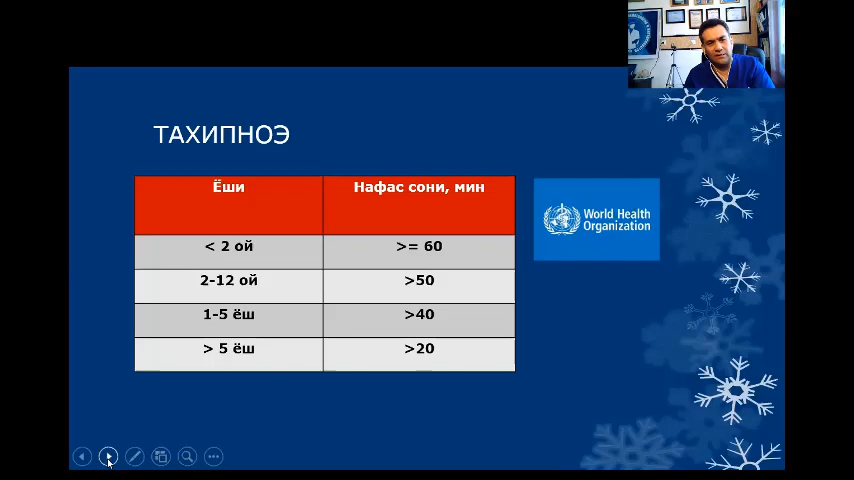 ТАХИПНОЭ
Ёши
Нафас сони, мин
< 2 ой
>= 60
2-12 ой
>50
1-5 ёш
>40
> 5 ёш
>20
World Health
Organization